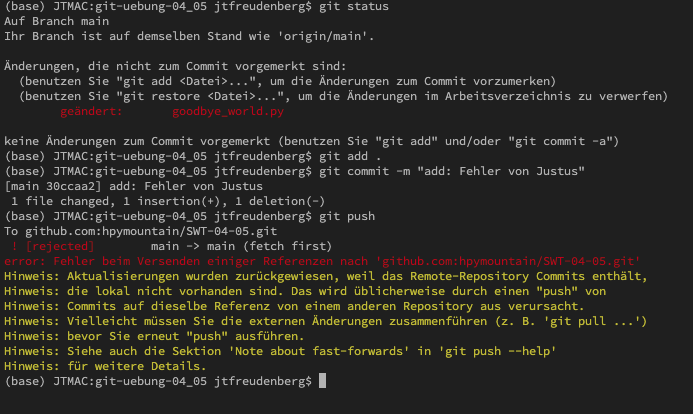 (base) JTMAC:git-uebung-04_05 jtfreudenberg$ git status
Auf Branch main
Ihr Branch ist auf demselben Stand wie 'origin/main'.
Änderungen, die nicht zum Commit vorgemerkt sind:
(benutzen Sie "git add <Datei>...", um die Änderungen zum Commit vorzumerken)
(benutzen Sie "git restore <Datei>...", um die Änderungen im Arbeitsverzeichnis zu verwerfen)
geändert: goodbye_world.py
keine Änderungen zum Commit vorgemerkt (benutzen Sie "git add" und/oder "git commit -a")
(base) JTMAC:git-uebung-04_05 jtfreudenberg$ git add .
(base) JTMAC:git-uebung-04_05 jtfreudenberg$ git commit -m "add: Fehler von Justus"
[main 30ccaa2] add: Fehler von Justus
1 file changed, 1 insertion(+), 1 deletion(-)
(base) JTMAC:git-uebung-04_05 jtfreudenberg$ git push
To github.com:hpymountain/SWT-04-05.git
! [rejected] main -> main (fetch first)
error: Fehler beim Versenden einiger Referenzen nach 'github.com:hpymountain/SWT-04-05.git'
Hinweis: Aktualisierungen wurden zurückgewiesen, weil das Remote-Repository Commits enthält,
Hinweis: die lokal nicht vorhanden sind. Das wird üblicherweise durch einen "push" von
Hinweis: Commits auf dieselbe Referenz von einem anderen Repository aus verursacht.
Hinweis: Vielleicht müssen Sie die externen Änderungen zusammenführen (z. B. 'git pull ...')
Hinweis: bevor Sie erneut "push" ausführen.
Hinweis: Siehe auch die Sektion 'Note about fast-forwards' in 'git push --help'
Hinweis: für weitere Details.
(base) JTMAC:git-uebung-04_05 jtfreudenberg$